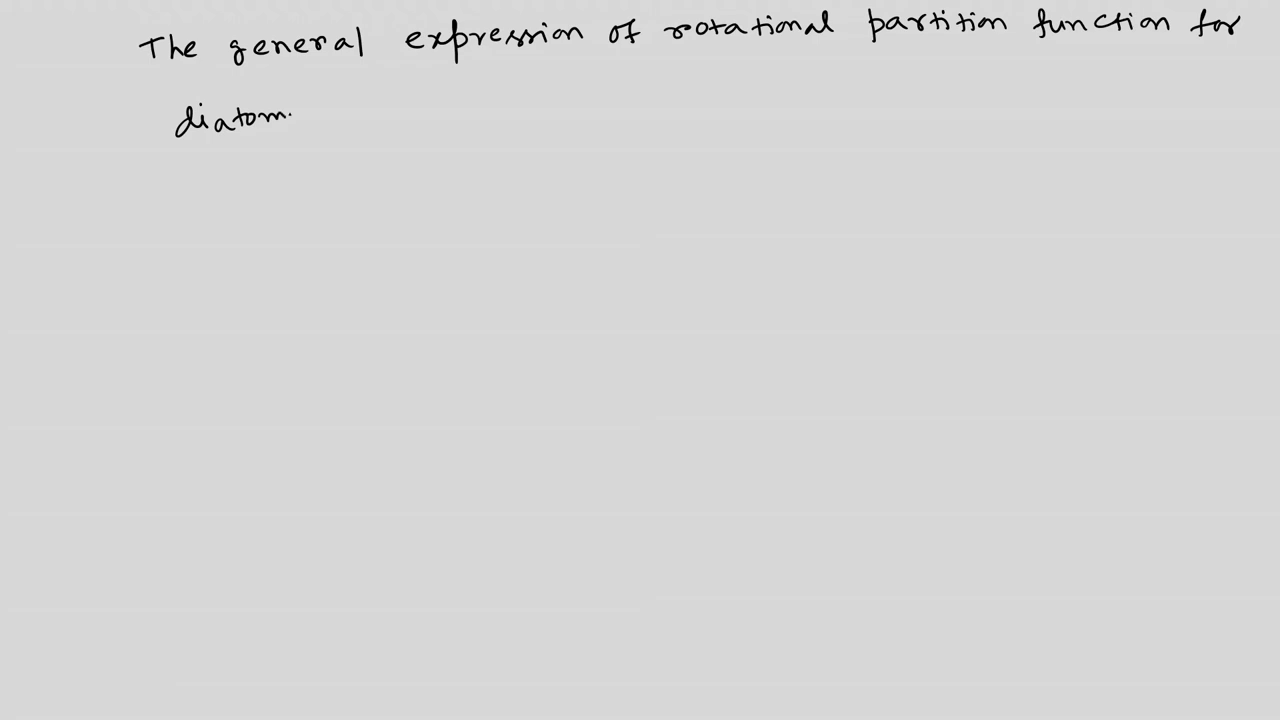 The general expression of rotational partition function for
diatom.